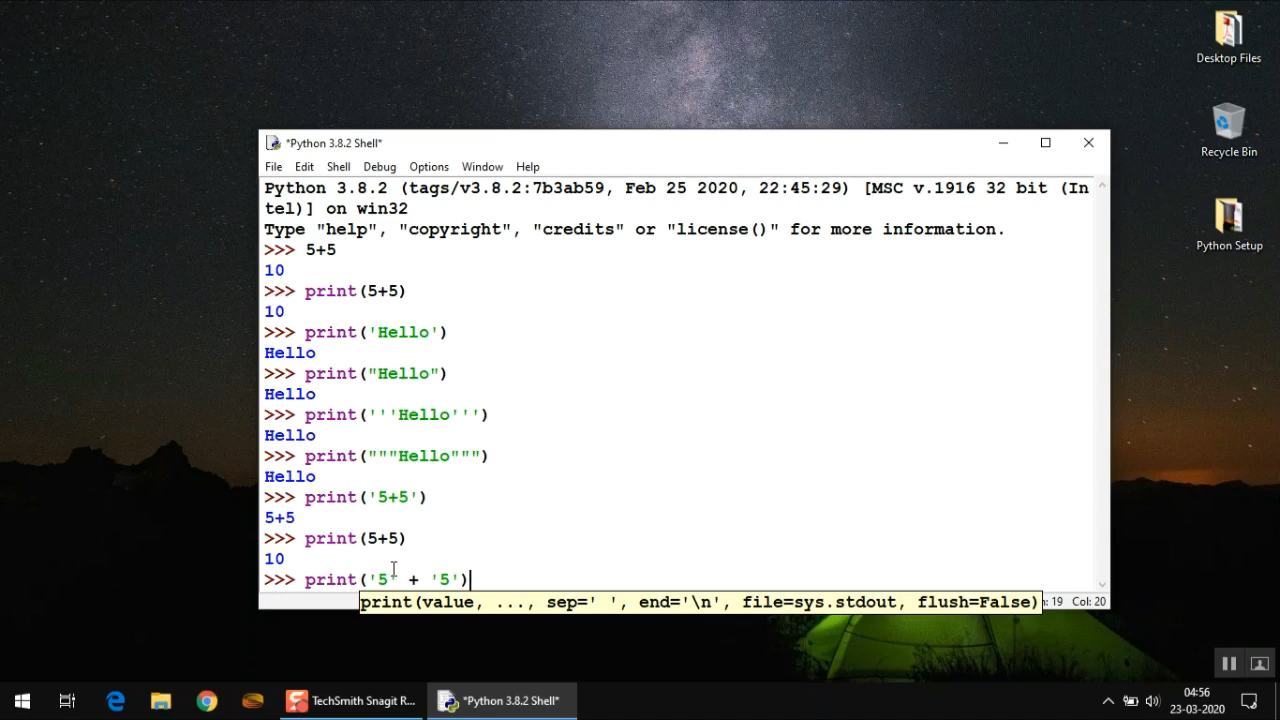 Desktop Files
Recycle Bin
Python Setup
*Python 3.8.2 Shell*
File Edit Shell Debug Options Window Help
Python 3.8.2 (tags/v3.8.2:7b3ab59, Feb 25 2020, 22:45:29) [MSC v.1916 32 bit (In
tel)] on win32
Type "help", "copyright", "credits" or "license()" for more information.
>>> 5+5
10
>>> print(5+5)
10
>>> print('Hello')
Hello
>>> print("Hello")
Hello
>>> print('''Hello''')
Hello
>>> print("""Hello""")
Hello
>>> print('5+5')
5+5
>>> print(5+5)
10
>>> print('5' + '5')
print(value, ..., sep=' ', end='\n', file=sys.stdout, flush=False)
: 19 Col: 20
TechSmith Snagit R...
*Python 3.8.2 Shell*
04:56
23-03-2020